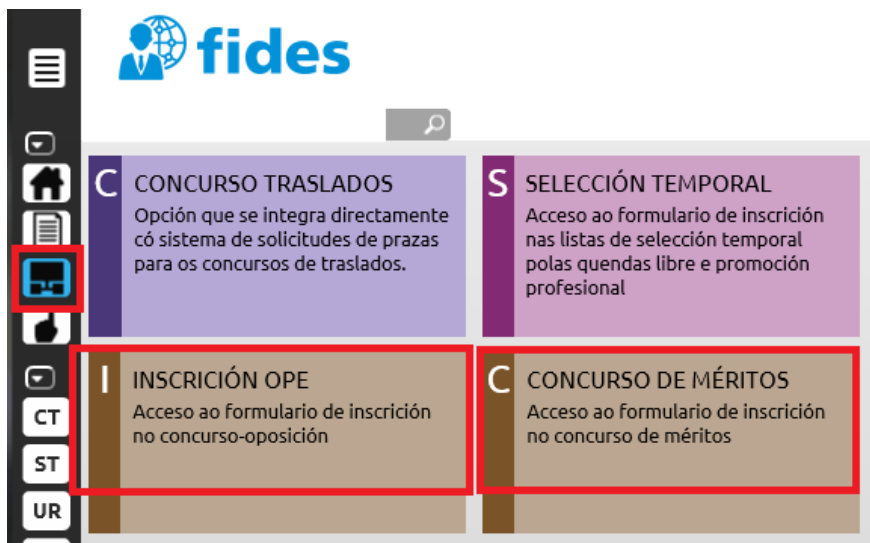 fides
C CONCURSO TRASLADOS
Opción que se integra directamente
có sistema de solicitudes de prazas
para os concursos de traslados.
S SELECCIÓN TEMPORAL
Acceso ao formulario de inscrición
nas listas de selección temporal
polas quendas libre e promoción
profesional
I INSCRICIÓN OPE
Acceso ao formulario de inscrición
no concurso-oposición
C CONCURSO DE MÉRITOS
Acceso ao formulario de inscrición
no concurso de méritos
CT
ST
UR